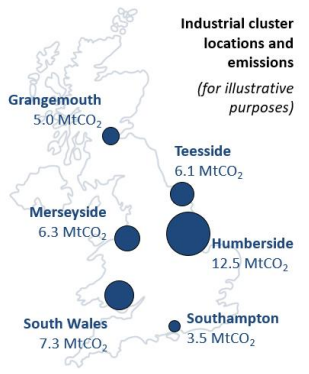 Industrial cluster
locations and
emissions
(for illustrative
purposes)
Grangemouth
5.0 MtCO₂
Teesside
6.1 MtCO₂
Merseyside
6.3 MtCO₂
Humberside
12.5 MtCO₂
South Wales
7.3 MtCO₂
Southampton
3.5 MtCO₂